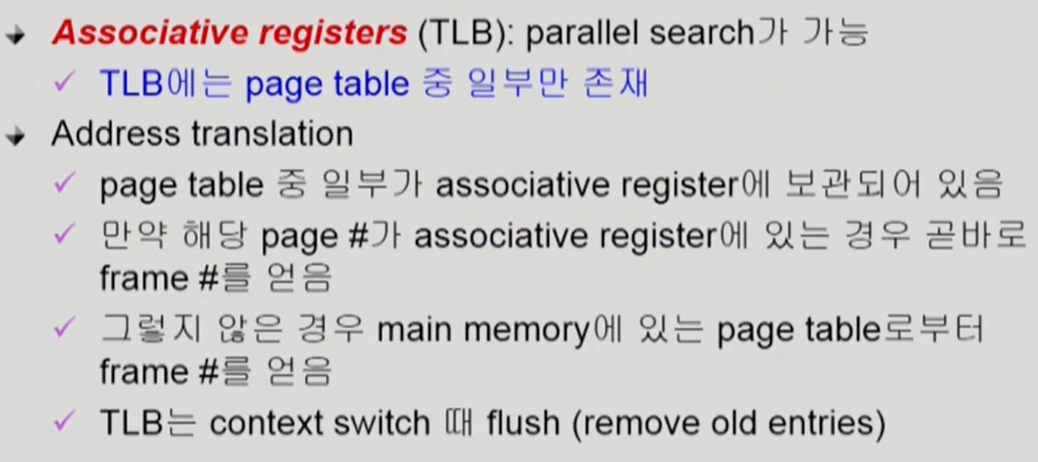 Associative registers (TLB): parallel search가 가능
TLB에는 page table 중 일부만 존재
Address translation
page table 중 일부가 associative register에 보관되어 있음
만약 해당 page #가 associative register에 있는 경우 곧바로
frame #를 얻음
그렇지 않은 경우 main memory에 있는 page table로부터
frame #를 얻음
TLB는 context switch 때 flush (remove old entries)